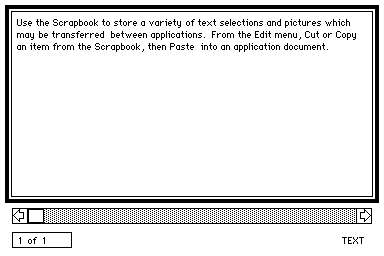 Use the Scrapbook to store a variety of text selections and pictures which
may be transferred  between applications.  From the Edit menu, Cut or Copy
an item from the Scrapbook, then Paste  into an application document.
1 of 1
TEXT